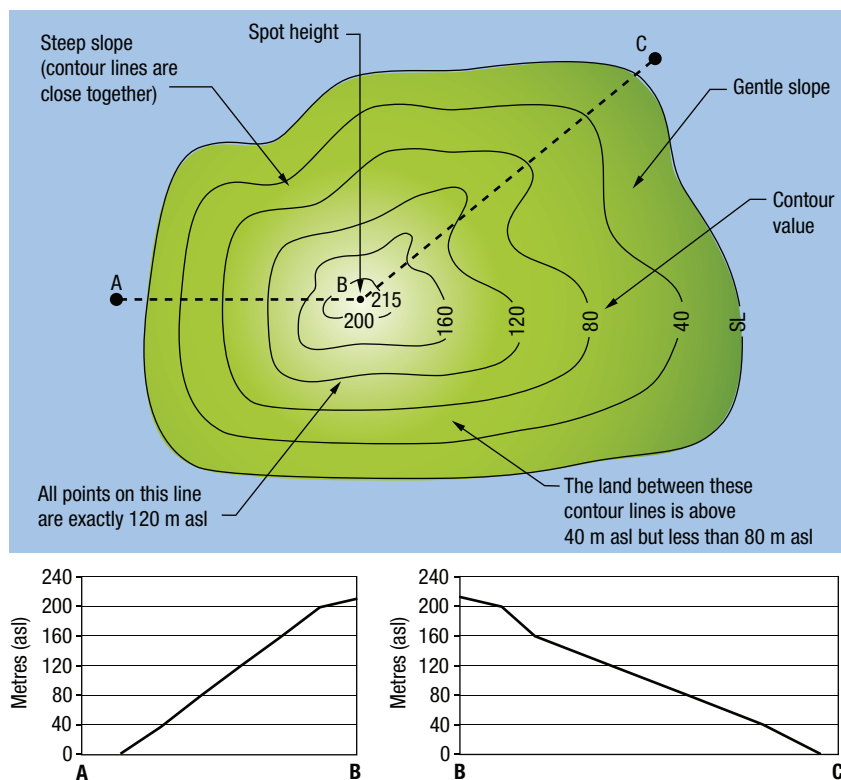 Spot height
Steep slope
(contour lines are
close together)
C
Gentle slope
Contour
value
A
B
215
200
160
120
80
40
SL
All points on this line
are exactly 120 m asl
The land between these
contour lines is above
40 m asl but less than 80 m asl
Metres (asl)
240
200
160
120
80
40
0
A
B
Metres (asl)
240
200
160
120
80
40
0
B
C